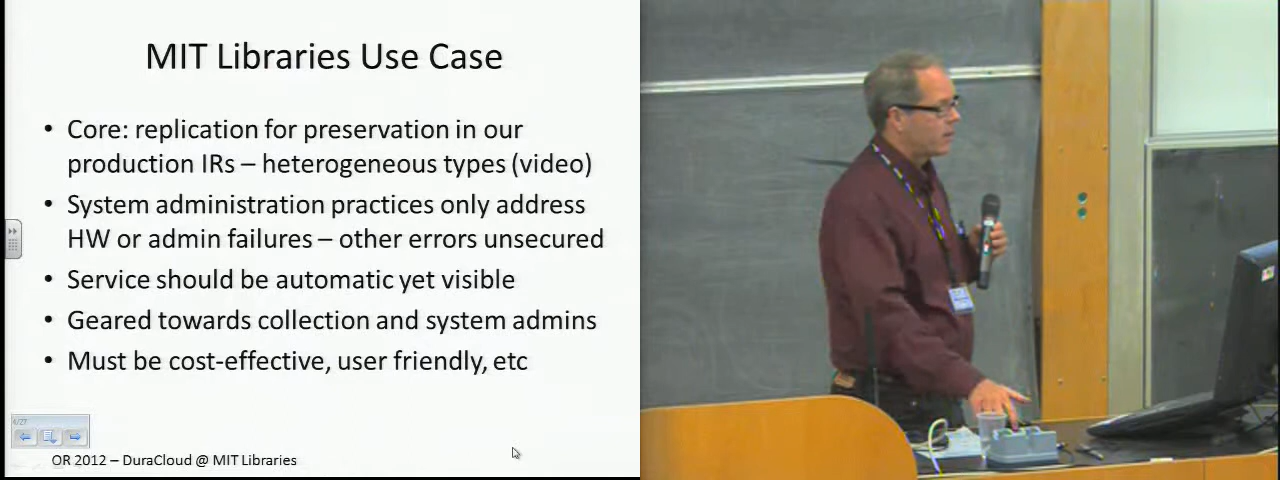 MIT Libraries Use Case
• Core: replication for preservation in our
production IRs – heterogeneous types (video)
• System administration practices only address
HW or admin failures – other errors unsecured
• Service should be automatic yet visible
• Geared towards collection and system admins
• Must be cost-effective, user friendly, etc
OR 2012 – DuraCloud @ MIT Libraries